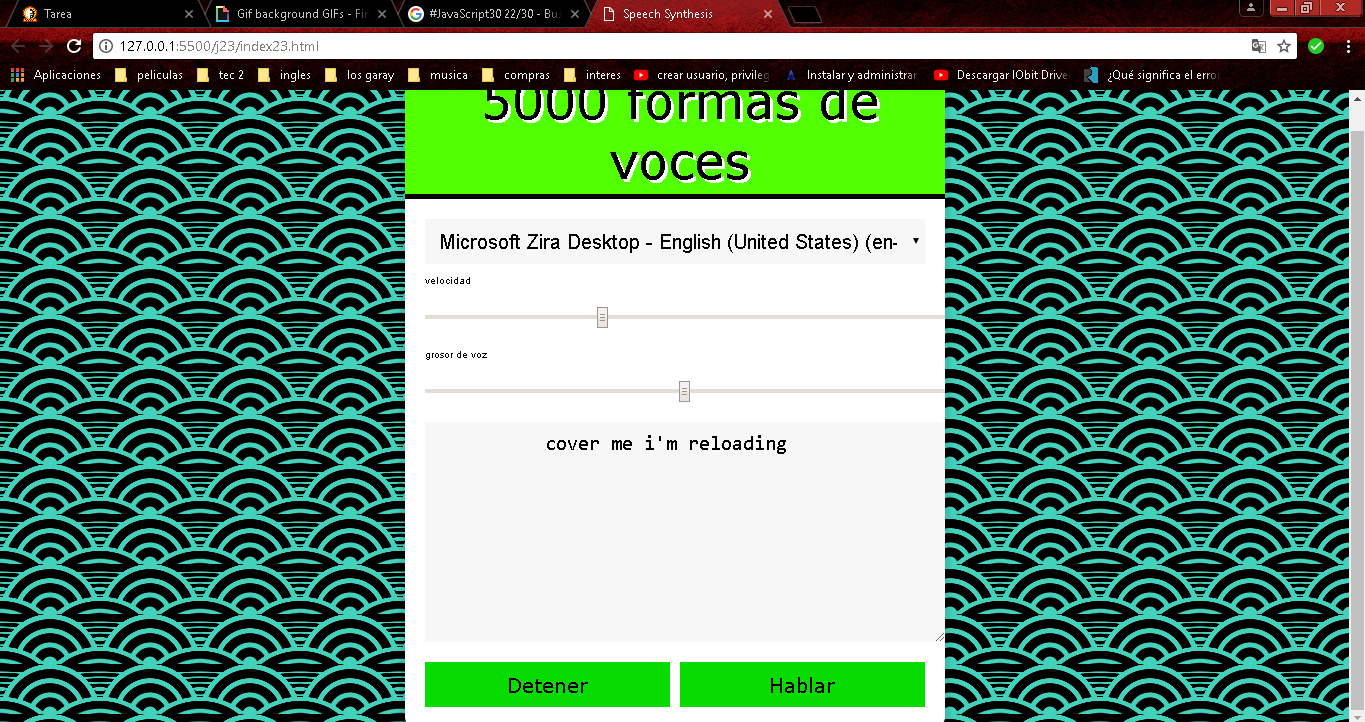 Tarea
Gif background GIFs - Fin
#JavaScript30 22/30 - Bu
Speech Synthesis
127.0.0.1:5500/j23/index23.html
Aplicaciones
peliculas
tec 2
ingles
los garay
musica
compras
interes
crear usuario, privileg
Instalar y administrar
Descargar IObit Drive
¿Qué significa el erro
5000 formas de
voces
Microsoft Zira Desktop - English (United States) (en-
velocidad
grosor de voz
cover me i'm reloading
Detener
Hablar